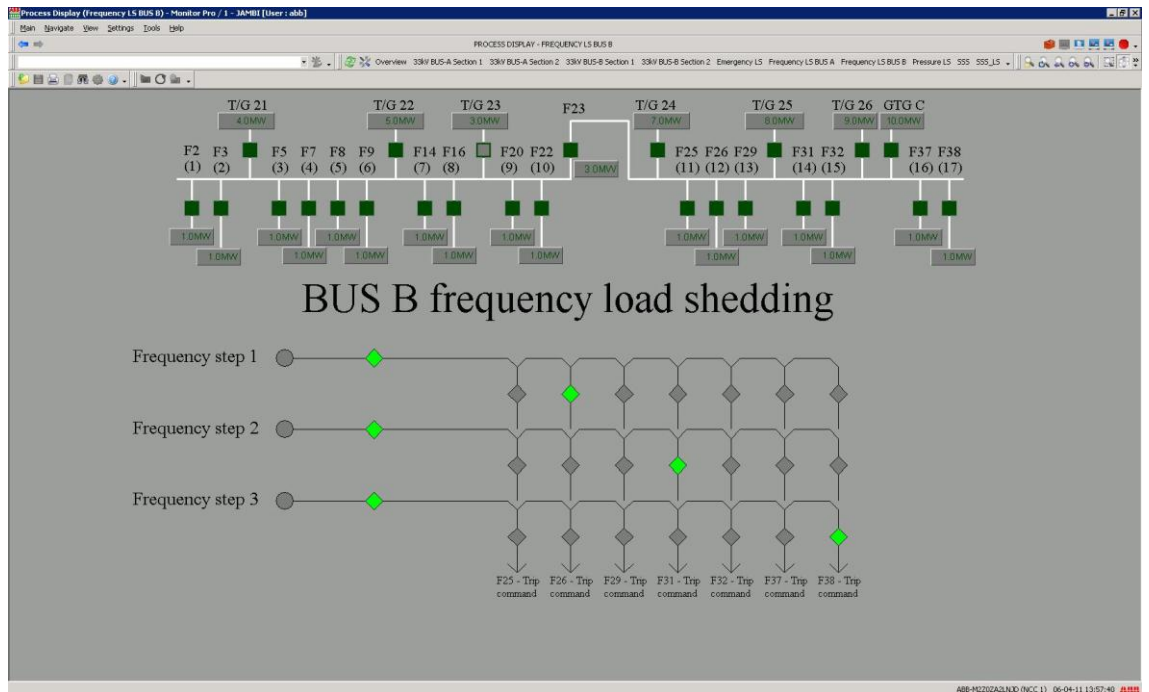 Process Display (Frequency LS BUS B) - Monitor Pro / 1 - JAMBI [User : abb]
Main Navigate View Settings Tools Help
PROCESS DISPLAY - FREQUENCY LS BUS B
Overview 33kV BUS-A Section 1 33kV BUS-A Section 2 33kV BUS-B Section 1 33kV BUS-B Section 2 Emergency LS Frequency LS BUS A Frequency LS BUS B Pressure LS SSS SSS_LS
T/G 21 T/G 22 T/G 23 F23 T/G 24 T/G 25 T/G 26 GTG C
4.0MW 5.0MW 3.0MW 7.0MW 8.0MW 9.0MW 10.0MW
F2 F3 F5 F7 F8 F9 F14 F16 F20 F22 F25 F26 F29 F31 F32 F37 F38
(1) (2) (3) (4) (5) (6) (7) (8) (9) (10) 3.0MW (11) (12) (13) (14) (15) (16) (17)
1.0MW 1.0MW 1.0MW 1.0MW 1.0MW 1.0MW 1.0MW 1.0MW 1.0MW
1.0MW 1.0MW 1.0MW 1.0MW 1.0MW 1.0MW 1.0MW 1.0MW
BUS B frequency load shedding
Frequency step 1
Frequency step 2
Frequency step 3
F25 - Trip F26 - Trip F29 - Trip F31 - Trip F32 - Trip F37 - Trip F38 - Trip
command command command command command command command
ABB-M2Z0ZA2LNJD (NCC 1) 06-04-11 13:57:40 ABB